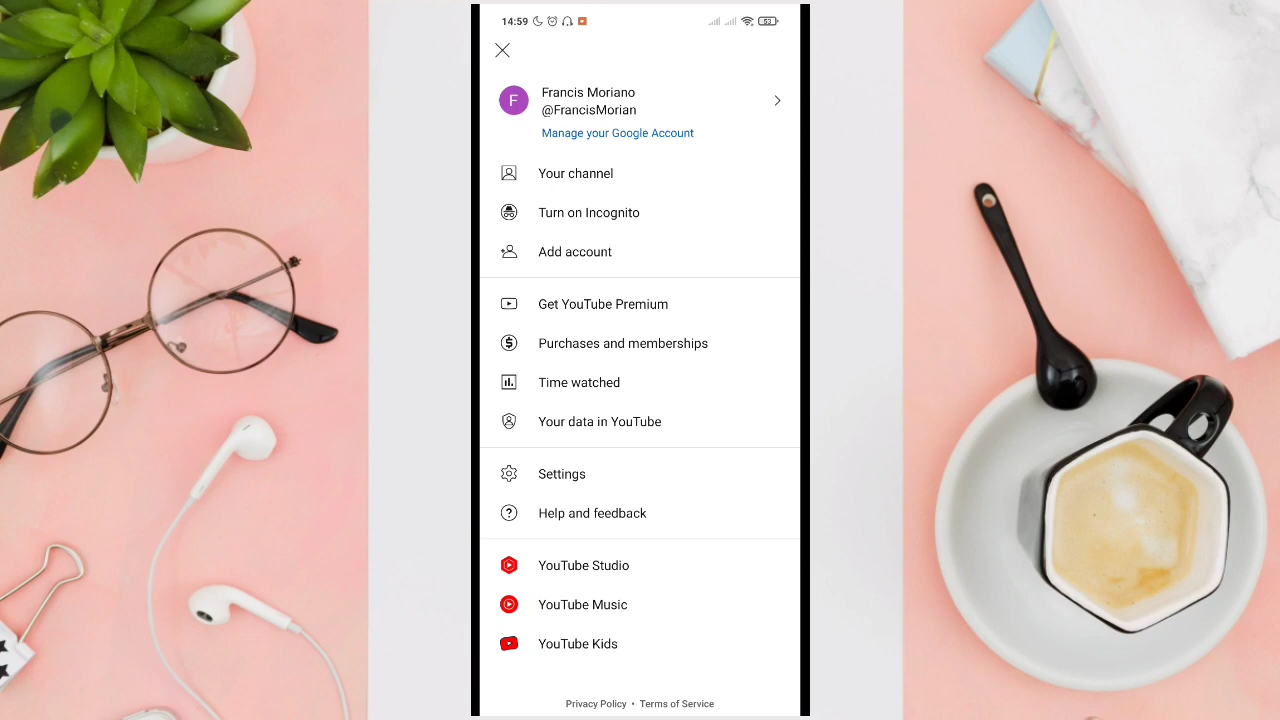 14:59
53
F
Francis Moriano
@FrancisMorian
Manage your Google Account
Your channel
Turn on Incognito
Add account
Get YouTube Premium
Purchases and memberships
Time watched
Your data in YouTube
Settings
Help and feedback
YouTube Studio
YouTube Music
YouTube Kids
Privacy Policy • Terms of Service